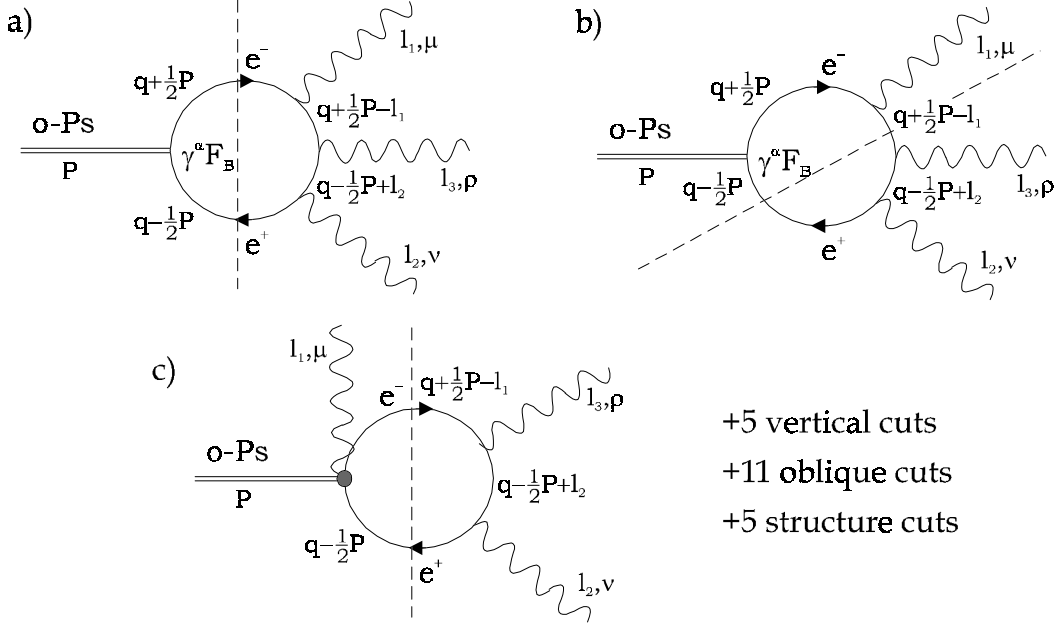 a)
e⁻
l₁,μ
q+½P
q+½P−l₁
o-Ps
P
γᵅF_B
l₃,ρ
q−½P+l₂
q−½P
e⁺
l₂,ν
b)
e⁻
l₁,μ
q+½P
q+½P−l₁
o-Ps
P
γᵅF_B
l₃,ρ
q−½P
q−½P+l₂
e⁺
l₂,ν
c)
l₁,μ
e⁻
q+½P−l₁
l₃,ρ
o-Ps
P
q−½P+l₂
q−½P
e⁺
l₂,ν
+5 vertical cuts
+11 oblique cuts
+5 structure cuts